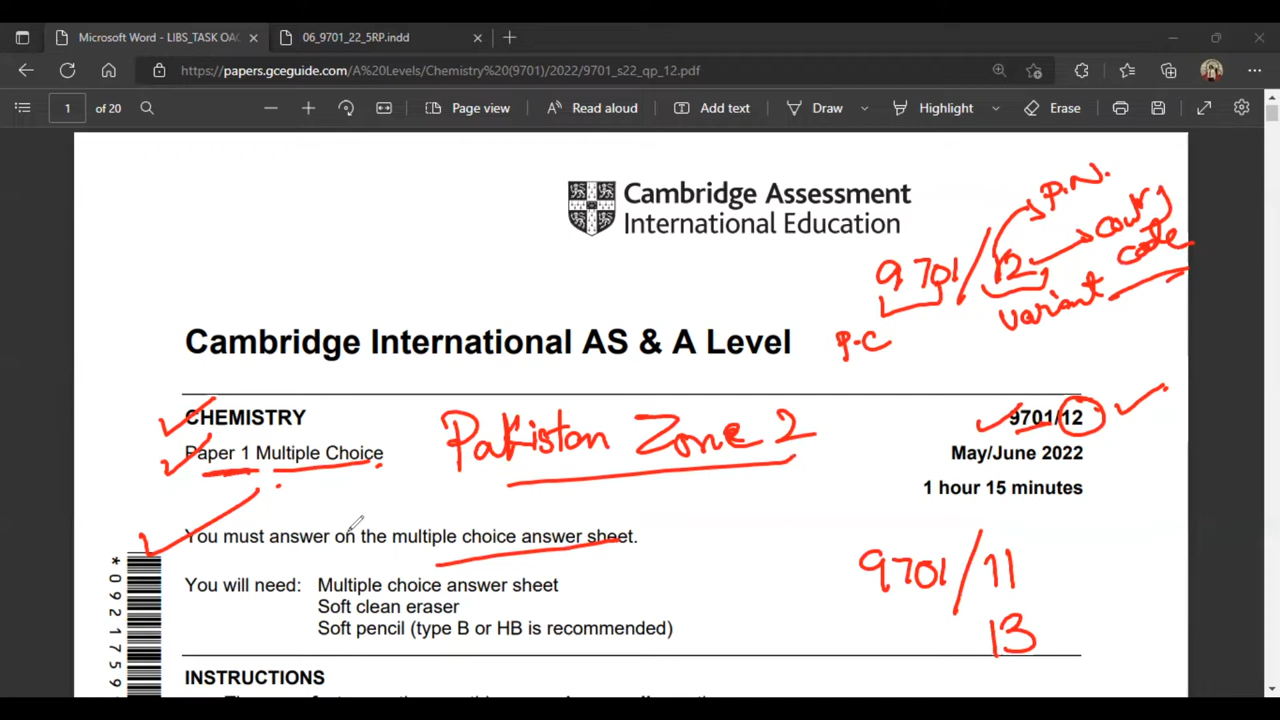 Microsoft Word - LIBS_TASK OAC
06_9701_22_5RP.indd
https://papers.gceguide.com/A%20Levels/Chemistry%20(9701)/2022/9701_s22_qp_12.pdf
1 of 20
Page view
Read aloud
Add text
Draw
Highlight
Erase
Cambridge Assessment
International Education
P.N.
country
code
9701/12
variant
P.C
Cambridge International AS & A Level
CHEMISTRY
9701/12
Paper 1 Multiple Choice
Pakistan Zone 2
May/June 2022
1 hour 15 minutes
You must answer on the multiple choice answer sheet.
9701/11
13
You will need: Multiple choice answer sheet
Soft clean eraser
Soft pencil (type B or HB is recommended)
INSTRUCTIONS
*0921759